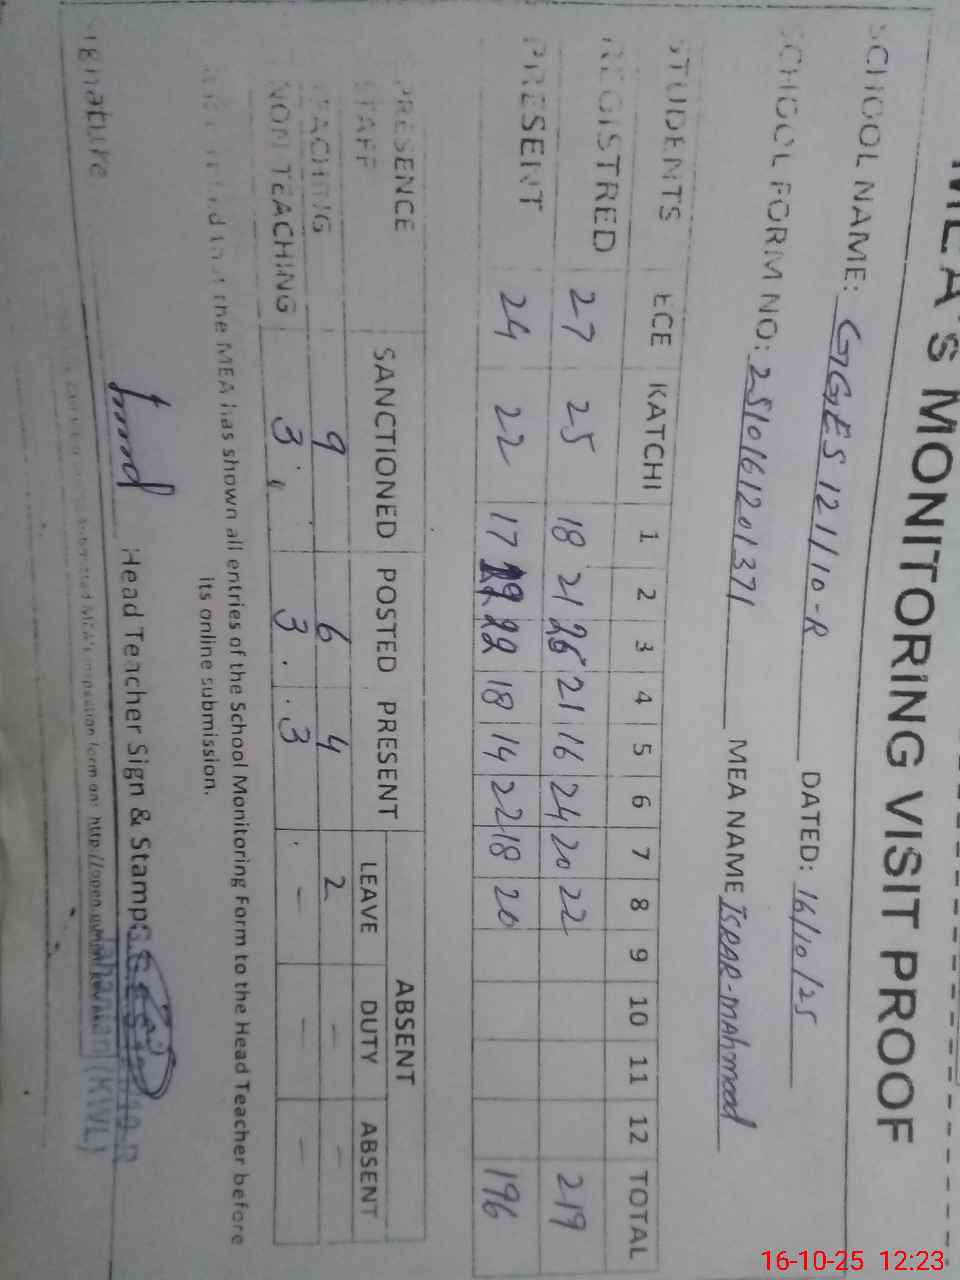 MEA'S MONITORING VISIT PROOF
SCHOOL NAME: GGES 121/10-R DATED: 16/10/25
SCHOOL FORM NO: 2510161201371 MEA NAME ISRAR-MAhmood
STUDENTS ECE KATCHI 1 2 3 4 5 6 7 8 9 10 11 12 TOTAL
REGISTRED 27 25 18 21 26 21 16 24 20 22 219
PRESENT 24 22 17 19 22 18 14 22 18 20 196
PRESENCE SANCTIONED POSTED PRESENT ABSENT
STAFF LEAVE DUTY ABSENT
TEACHING 9 6 4 2 - -
NON TEACHING 3 3 3 - - -
that the MEA has shown all entries of the School Monitoring Form to the Head Teacher before
its online submission.
Signature Head Teacher Sign & Stamp
(KWL)
16-10-25 12:23